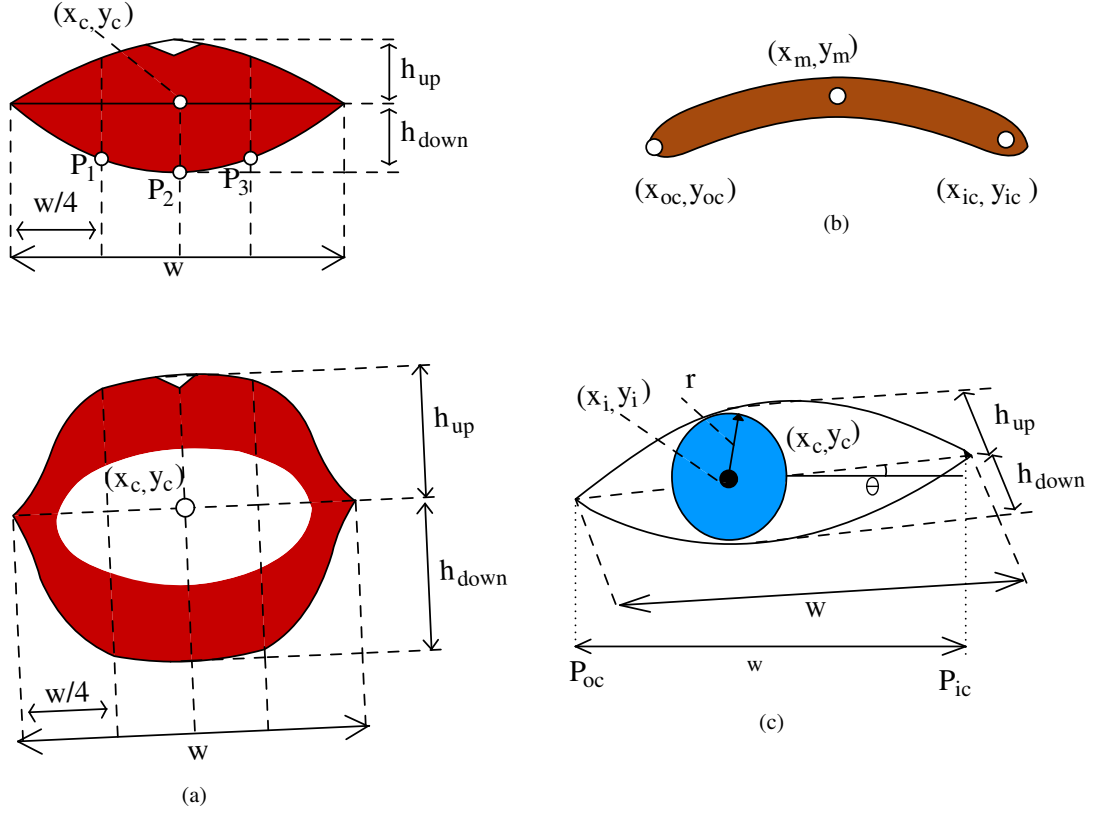 (x_c, y_c)
h_up
h_down
P_1
P_2
P_3
w/4
w
(x_m, y_m)
(x_oc, y_oc)
(x_ic, y_ic)
(b)
h_up
(x_c, y_c)
h_down
w/4
w
(a)
r
(x_i, y_i)
(x_c, y_c)
h_up
θ
h_down
w
w
P_oc
P_ic
(c)